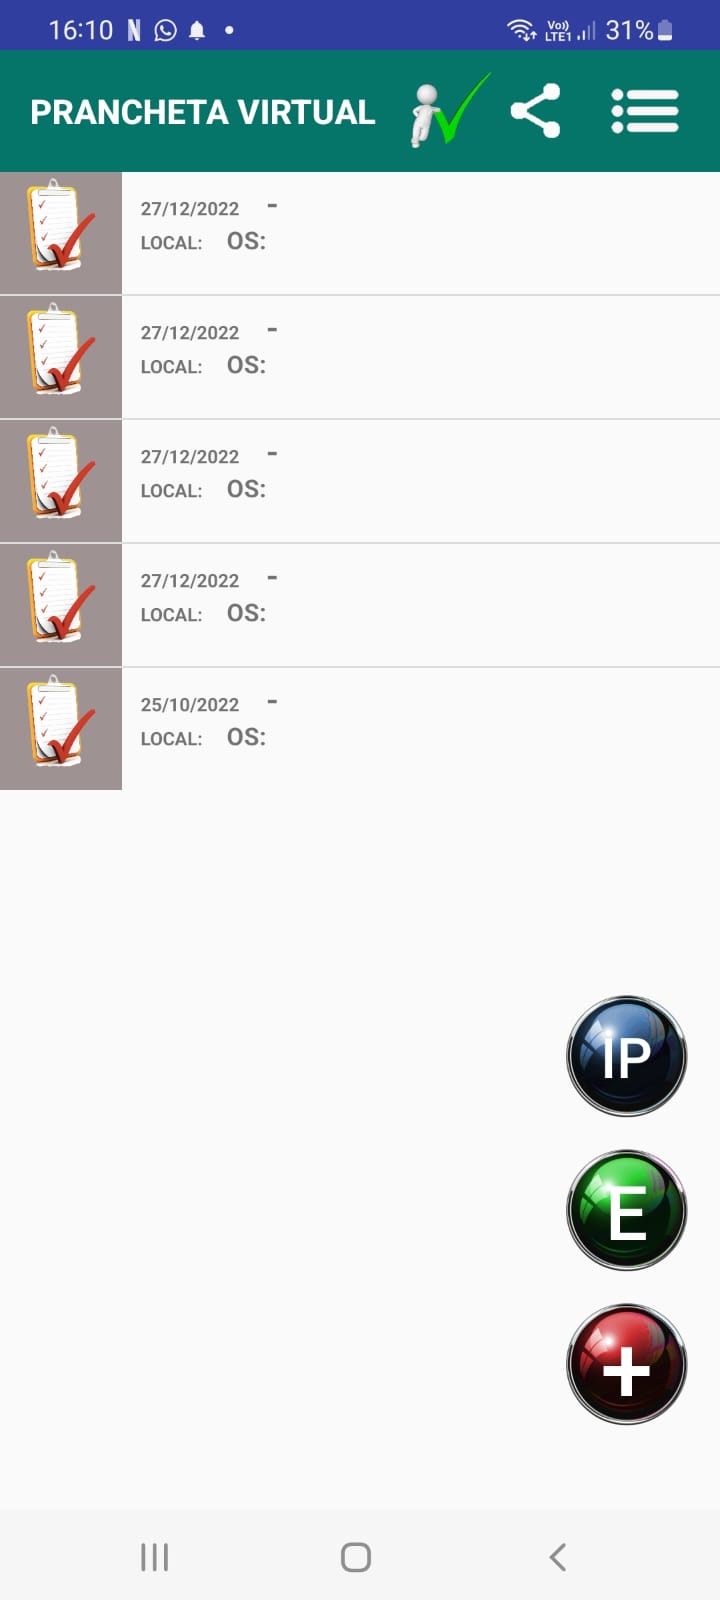 16:10 N Vo)) LTE1 31%
PRANCHETA VIRTUAL
27/12/2022 -
LOCAL: OS:
27/12/2022 -
LOCAL: OS:
27/12/2022 -
LOCAL: OS:
27/12/2022 -
LOCAL: OS:
25/10/2022 -
LOCAL: OS:
IP
E
+